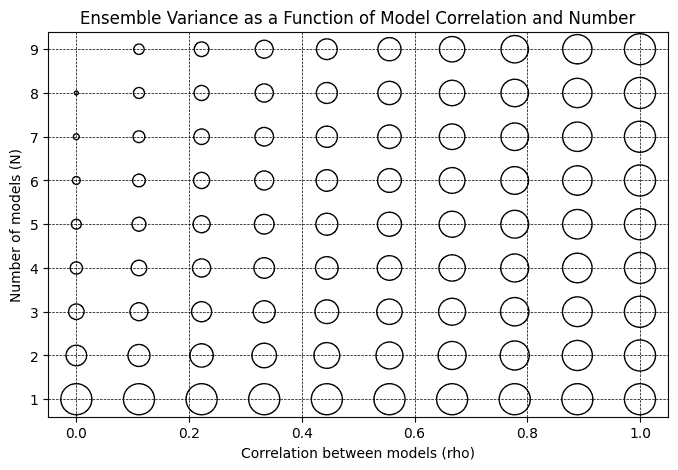 Ensemble Variance as a Function of Model Correlation and Number
Number of models (N)
9
8
7
6
5
4
3
2
1
0.0 0.2 0.4 0.6 0.8 1.0
Correlation between models (rho)